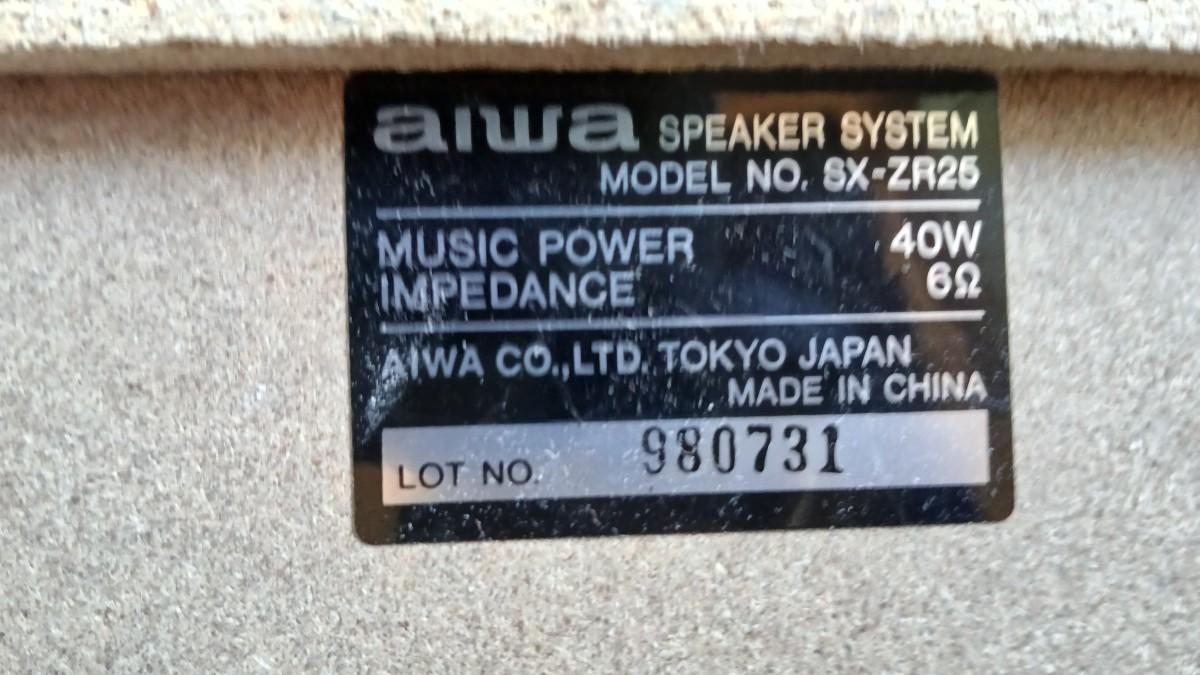 aiwa SPEAKER SYSTEM
MODEL NO. SX-ZR25
MUSIC POWER 40W
IMPEDANCE 6Ω
AIWA CO.,LTD. TOKYO JAPAN
MADE IN CHINA
LOT NO. 980731